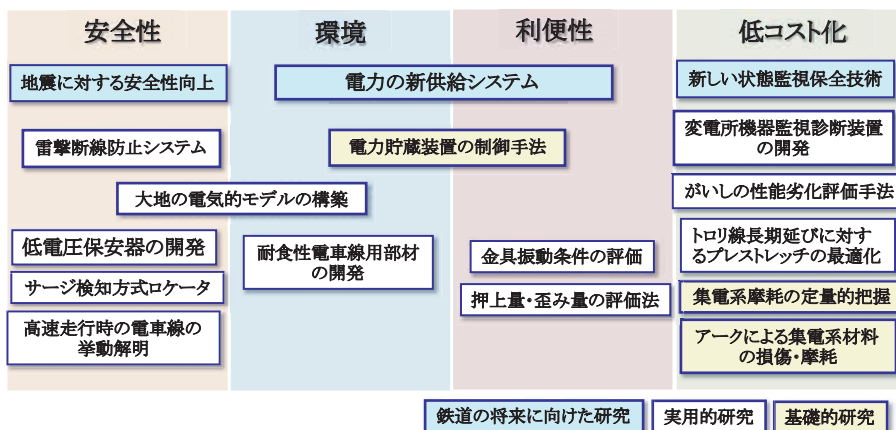 安全性
環境
利便性
低コスト化
地震に対する安全性向上
電力の新供給システム
新しい状態監視保全技術
雷撃断線防止システム
電力貯蔵装置の制御手法
変電所機器監視診断装置
の開発
大地の電気的モデルの構築
がいしの性能劣化評価手法
低電圧保安器の開発
耐食性電車線用部材
の開発
金具振動条件の評価
トロリ線長期延びに対す
るプレストレッチの最適化
サージ検知方式ロケータ
押上量・歪み量の評価法
集電系摩耗の定量的把握
高速走行時の電車線の
挙動解明
アークによる集電系材料
の損傷・摩耗
鉄道の将来に向けた研究
実用的研究
基礎的研究